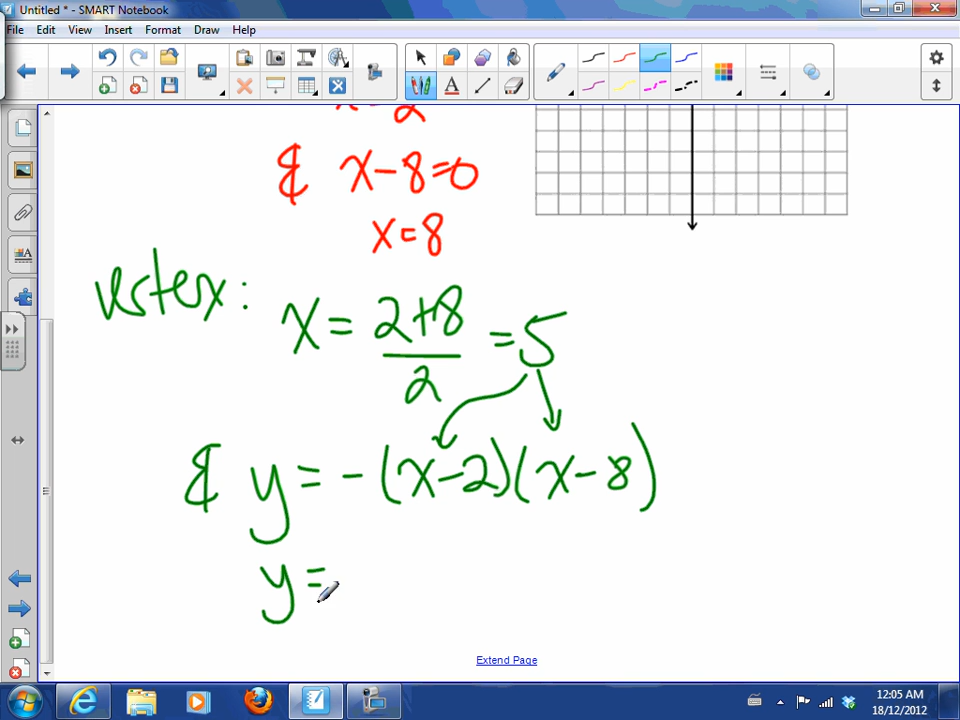 Untitled * - SMART Notebook
File Edit View Insert Format Draw Help
& x-8=0
x=8
vertex: x = 2+8 = 5
2
& y = -(x-2)(x-8)
y =
Extend Page
12:05 AM
18/12/2012